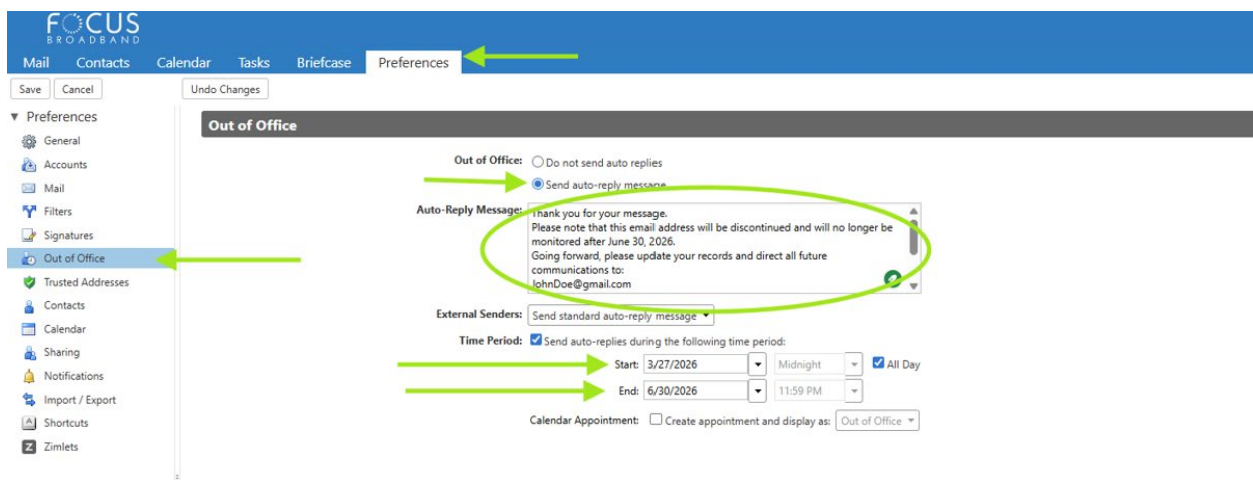 FOCUS
BROADBAND
Mail Contacts Calendar Tasks Briefcase Preferences
Save Cancel Undo Changes
Preferences
Out of Office
General
Accounts
Mail
Filters
Signatures
Out of Office
Trusted Addresses
Contacts
Calendar
Sharing
Notifications
Import / Export
Shortcuts
Zimlets
Out of Office: Do not send auto replies
Send auto-reply message
Auto-Reply Message: Thank you for your message.
Please note that this email address will be discontinued and will no longer be
monitored after June 30, 2026.
Going forward, please update your records and direct all future
communications to:
JohnDoe@gmail.com
External Senders: Send standard auto-reply message
Time Period: Send auto-replies during the following time period:
Start: 3/27/2026 Midnight All Day
End: 6/30/2026 11:59 PM
Calendar Appointment: Create appointment and display as: Out of Office